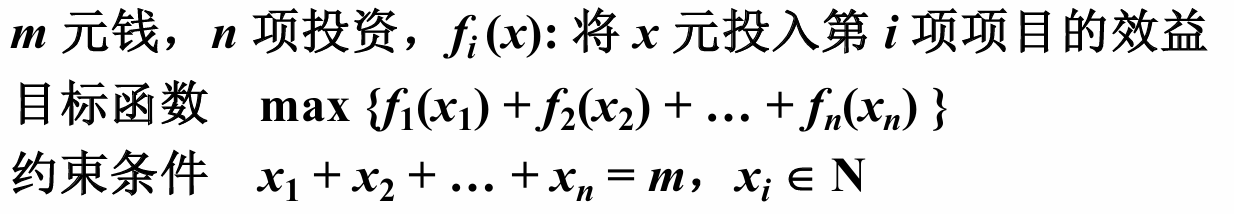 m 元钱，n 项投资，fᵢ(x): 将 x 元投入第 i 项项目的效益
目标函数 max {f₁(x₁) + f₂(x₂) + … + fₙ(xₙ) }
约束条件 x₁ + x₂ + … + xₙ = m，xᵢ ∈ N